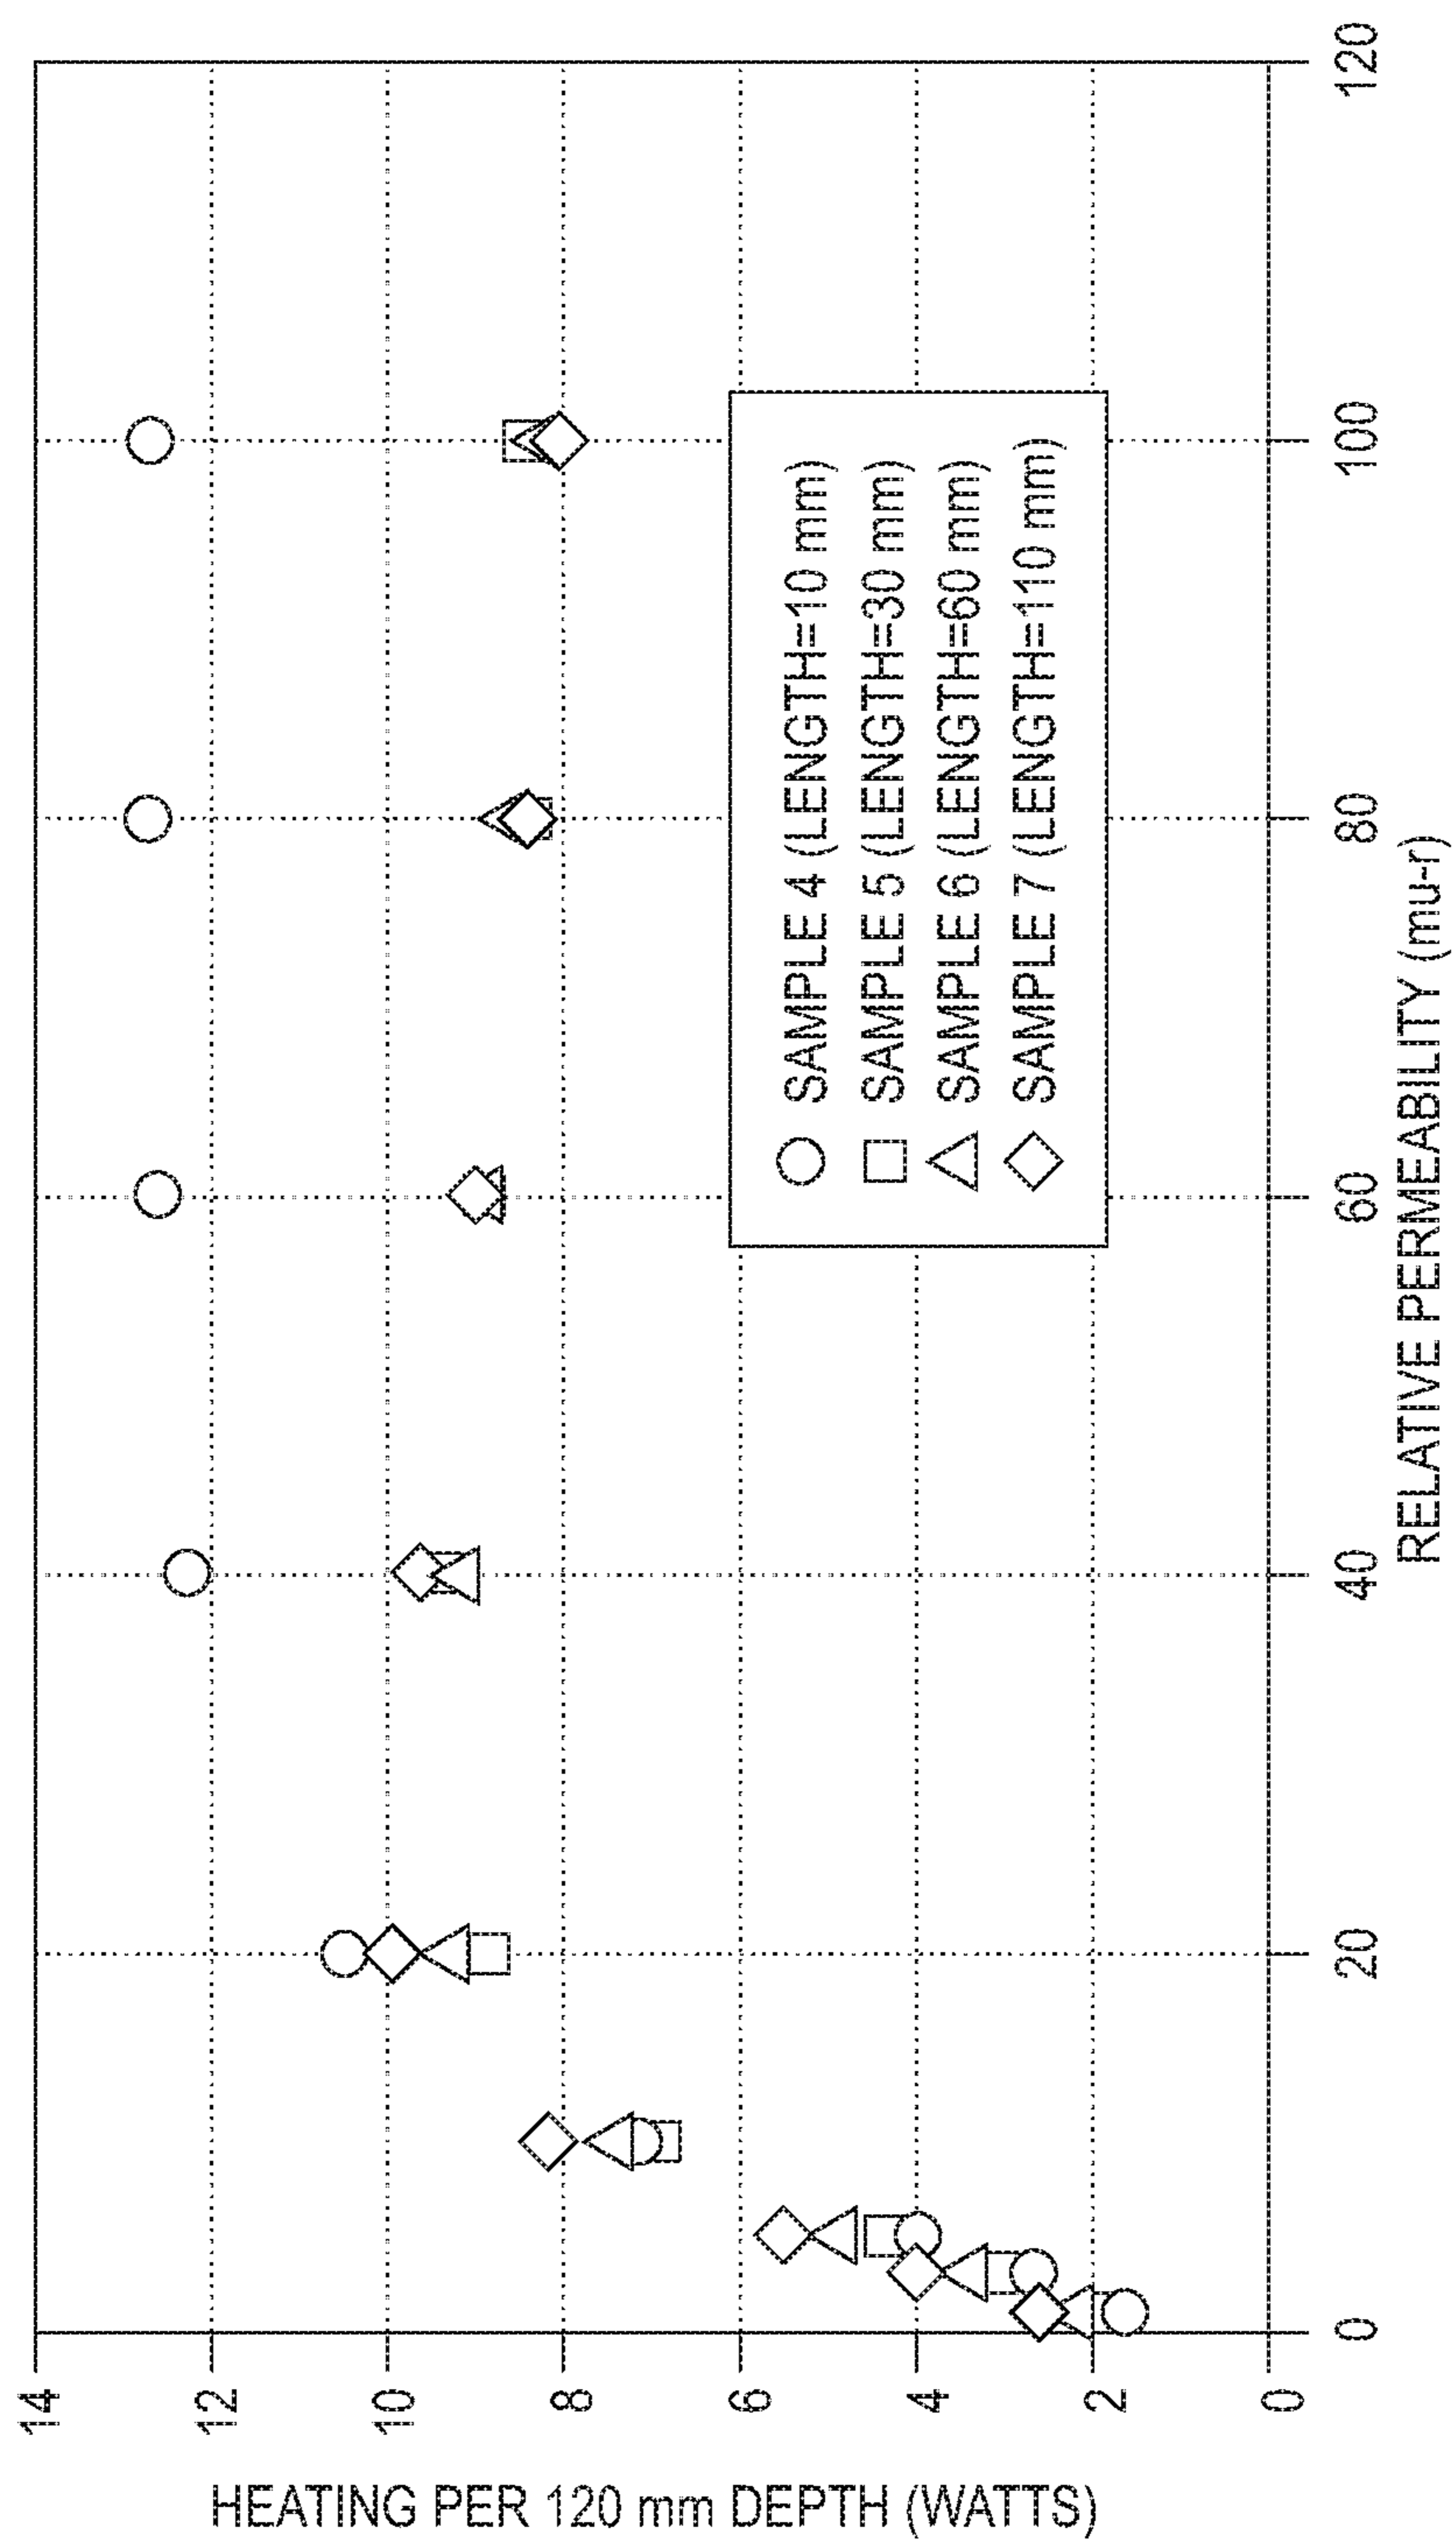 HEATING PER 120 mm DEPTH (WATTS)
14
12
10
8
6
4
2
0
SAMPLE 4 (LENGTH=10 mm)
SAMPLE 5 (LENGTH=30 mm)
SAMPLE 6 (LENGTH=60 mm)
SAMPLE 7 (LENGTH=110 mm)
0 20 40 60 80 100 120
RELATIVE PERMEABILITY (mu-r)